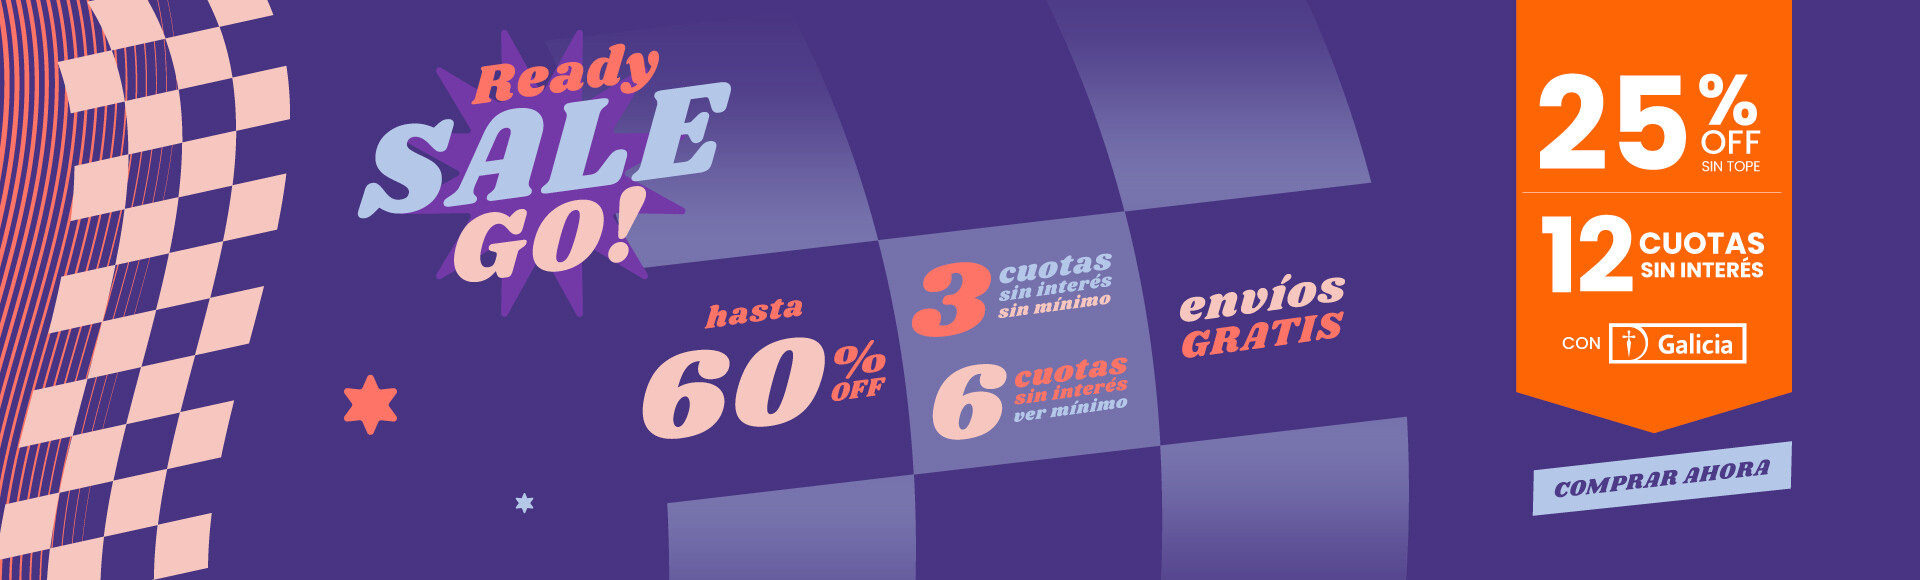 Ready
SALE
GO!
hasta
60% OFF
3 cuotas
sin interés
sin mínimo
6 cuotas
sin interés
ver mínimo
envíos
GRATIS
25% OFF
SIN TOPE
12 CUOTAS
SIN INTERÉS
CON Galicia
COMPRAR AHORA